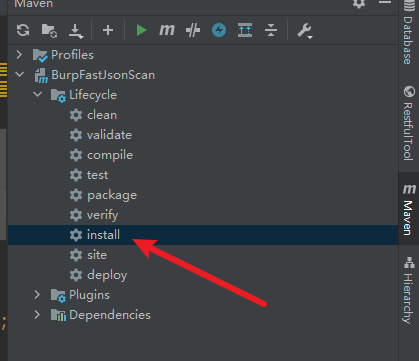 Maven
Profiles
BurpFastJsonScan
Lifecycle
clean
validate
compile
test
package
verify
install
site
deploy
Plugins
Dependencies
Database
RestfulTool
m Maven
Hierarchy